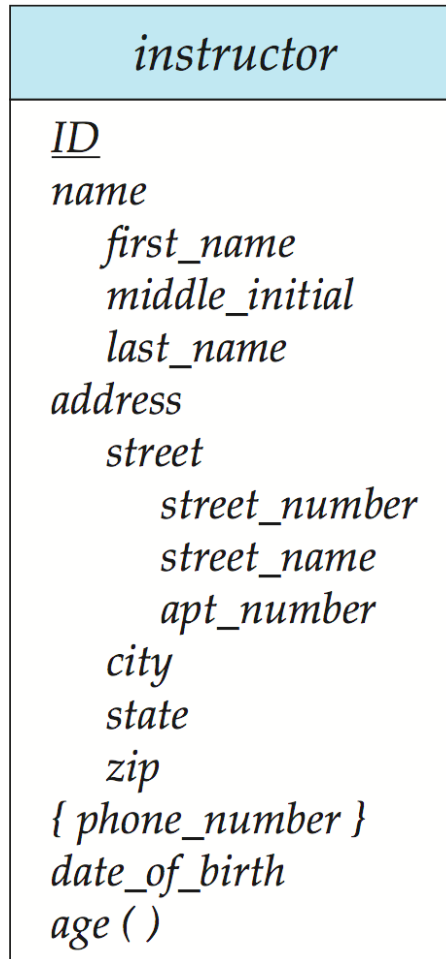 instructor
ID
name
first_name
middle_initial
last_name
address
street
street_number
street_name
apt_number
city
state
zip
{ phone_number }
date_of_birth
age ( )